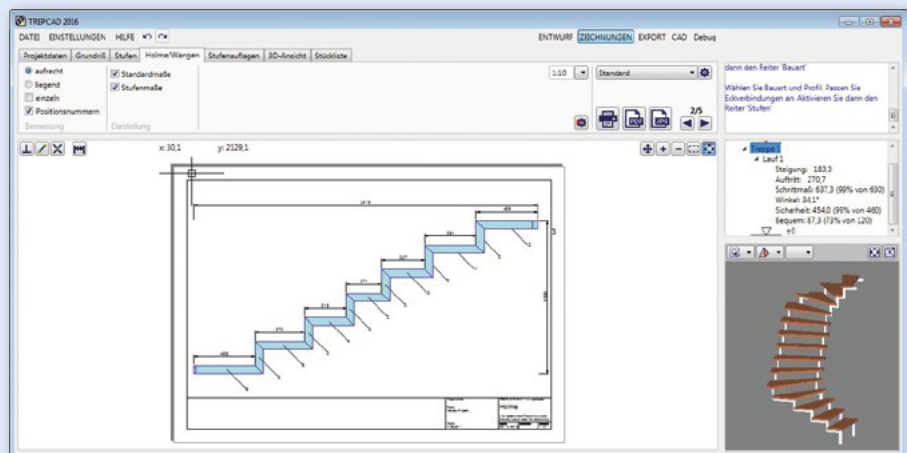 TREPCAD 2016
DATEI EINSTELLUNGEN HILFE
ENTWURF ZEICHNUNGEN EXPORT CAD Debug
Projektdaten Grundriß Stufen Holme/Wangen Stufenauflagen 3D-Ansicht Stückliste
aufrecht
liegend
einzeln
Positionsnummern
Bemessung
Standardmaße
Stufenmaße
Darstellung
1:10 Standard
PDF JPG 2/5
dann den Reiter 'Bauart'
Wählen Sie Bauart und Profil. Passen Sie
Eckverbindungen an. Aktivieren Sie dann den
Reiter 'Stufen'
x: 30,1 y: 2129,1
Treppe 1
Lauf 1
Steigung: 183,3
Auftritt: 270,7
Schrittmaß: 637,3 (99% von 630)
Winkel: 34,1°
Sicherheit: 454,0 (99% von 460)
Bequem: 87,3 (73% von 120)
±0
Holme